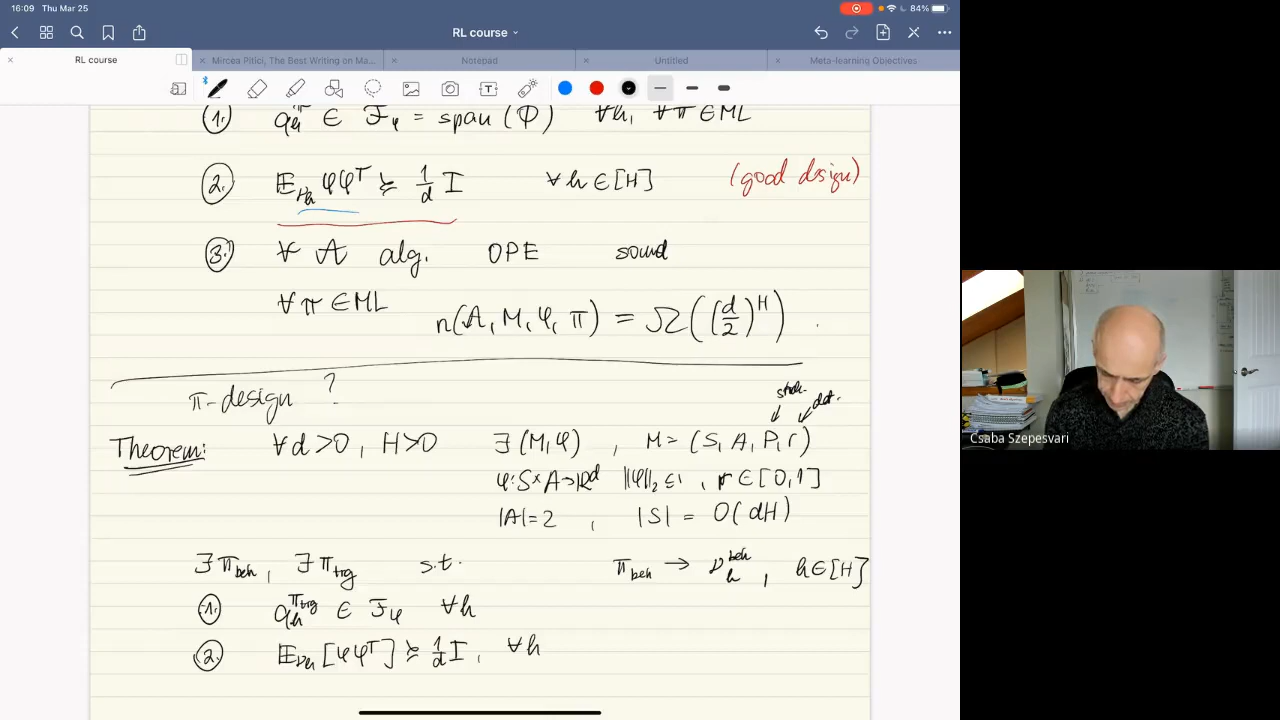 16:09 Thu Mar 25
84%
RL course
RL course
Mircea Pitici, The Best Writing on Ma...
Notepad
Untitled
Meta-learning Objectives
1. q_h^π ∈ F_φ = span(Φ) ∀h, ∀π ∈ ML
2. E_{μ_h} φφ^T ⪰ 1/d I ∀h∈[H] (good design)
3. ∀ A alg. OPE sound
∀π∈ML n(A, M, φ, π) = Ω((d/2)^H).
π-design ?
stoch. det.
Theorem: ∀d>0, H>0 ∃(M,φ), M=(S, A, P, r)
φ: S×A→R^d ‖φ‖_2 ≤1, r∈[0,1]
|A|=2, |S| = O(dH)
∃π_beh, ∃π_trg s.t. π_beh → ν_h^beh, h∈[H]
1. q_h^{π_trg} ∈ F_φ ∀h
2. E_{ν_h}[φφ^T] ⪰ 1/d I, ∀h
Csaba Szepesvari